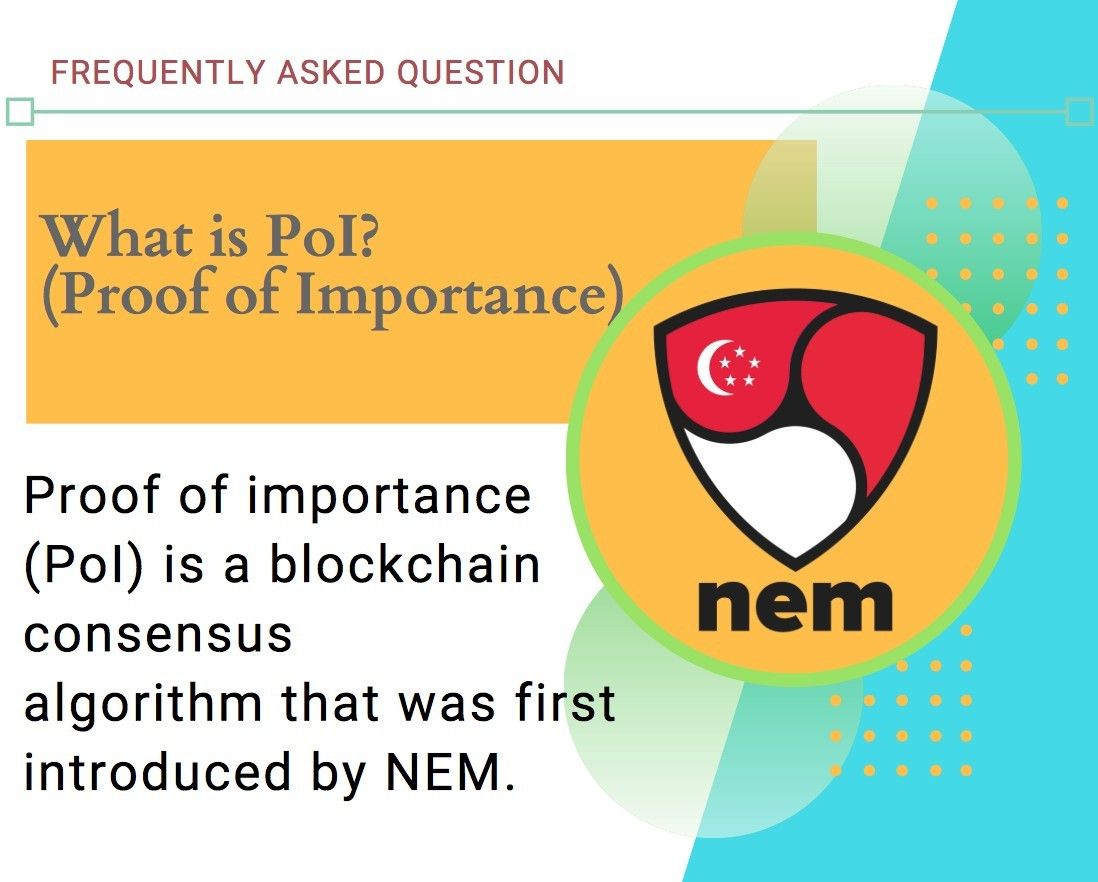 FREQUENTLY ASKED QUESTION
What is PoI?
(Proof of Importance)
Proof of importance
(PoI) is a blockchain
consensus
algorithm that was first
introduced by NEM.
nem